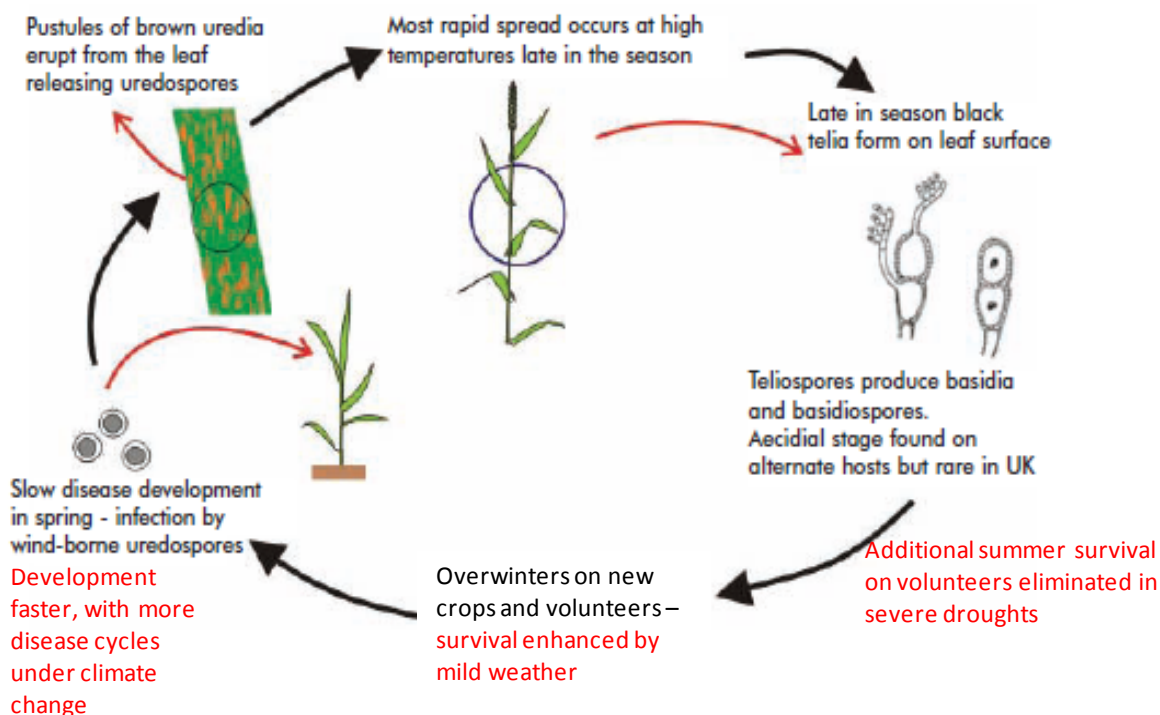 Pustules of brown uredia
erupt from the leaf
releasing uredospores
Most rapid spread occurs at high
temperatures late in the season
Late in season black
telia form on leaf surface
Teliospores produce basidia
and basidiospores.
Aecidial stage found on
alternate hosts but rare in UK
Additional summer survival
on volunteers eliminated in
severe droughts
Overwinters on new
crops and volunteers –
survival enhanced by
mild weather
Slow disease development
in spring - infection by
wind-borne uredospores
Development
faster, with more
disease cycles
under climate
change